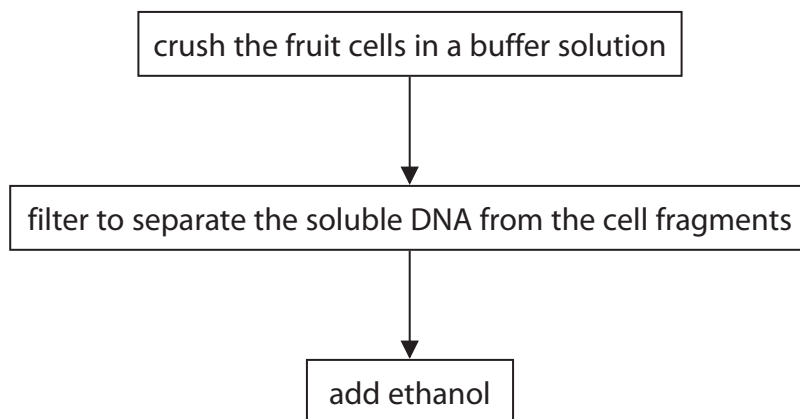 crush the fruit cells in a buffer solution
filter to separate the soluble DNA from the cell fragments
add ethanol